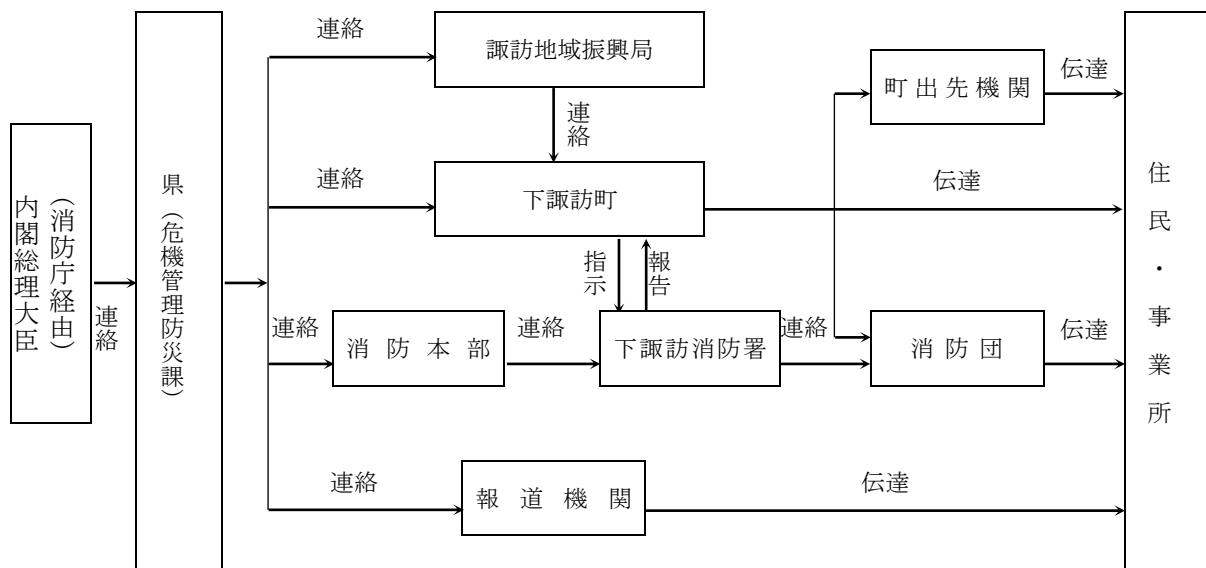 内閣総理大臣
（消防庁経由）
連絡
県（危機管理防災課）
連絡
諏訪地域振興局
連絡
連絡
下諏訪町
指示
報告
連絡
消防本部
連絡
下諏訪消防署
連絡
連絡
報道機関
町出先機関
伝達
伝達
消防団
伝達
伝達
住民・事業所